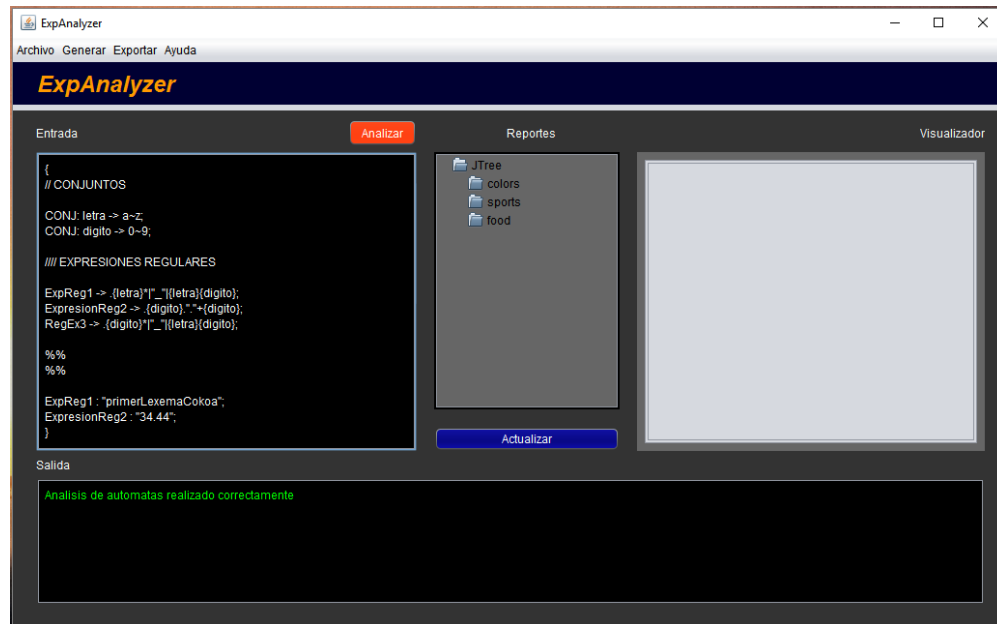 ExpAnalyzer
Archivo Generar Exportar Ayuda
ExpAnalyzer
Entrada
Analizar
{
// CONJUNTOS
CONJ: letra -> a~z;
CONJ: digito -> 0~9;
//// EXPRESIONES REGULARES
ExpReg1 -> .{letra}*|"_"|{letra}{digito};
ExpresionReg2 -> .{digito}."."+{digito};
RegEx3 -> .{digito}*|"_"|{letra}{digito};
%%
%%
ExpReg1 : "primerLexemaCokoa";
ExpresionReg2 : "34.44";
}
Reportes
JTree
colors
sports
food
Actualizar
Visualizador
Salida
Analisis de automatas realizado correctamente